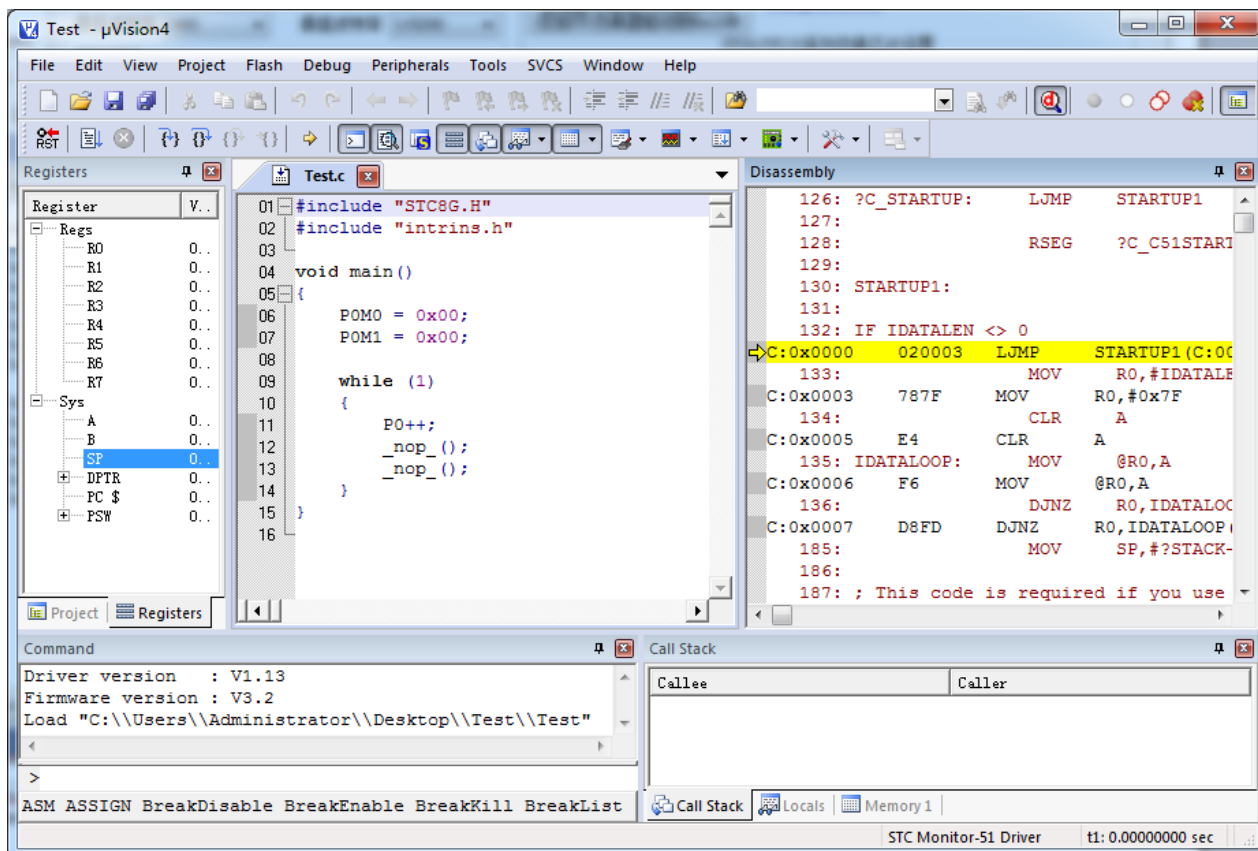 Test - µVision4
File Edit View Project Flash Debug Peripherals Tools SVCS Window Help
RST
Registers
Register V..
Regs
R0 0..
R1 0..
R2 0..
R3 0..
R4 0..
R5 0..
R6 0..
R7 0..
Sys
A 0..
B 0..
SP 0..
DPTR 0..
PC $ 0..
PSW 0..
Project Registers
Test.c
01 #include "STC8G.H"
02 #include "intrins.h"
03
04 void main()
05 {
06 P0M0 = 0x00;
07 P0M1 = 0x00;
08
09 while (1)
10 {
11 P0++;
12 _nop_();
13 _nop_();
14 }
15 }
16
Disassembly
126: ?C_STARTUP: LJMP STARTUP1
127:
128: RSEG ?C_C51START
129:
130: STARTUP1:
131:
132: IF IDATALEN <> 0
C:0x0000 020003 LJMP STARTUP1(C:00
133: MOV R0,#IDATALE
C:0x0003 787F MOV R0,#0x7F
134: CLR A
C:0x0005 E4 CLR A
135: IDATALOOP: MOV @R0,A
C:0x0006 F6 MOV @R0,A
136: DJNZ R0,IDATALOO
C:0x0007 D8FD DJNZ R0,IDATALOOP(
185: MOV SP,#?STACK-
186:
187: ; This code is required if you use
Command
Driver version : V1.13
Firmware version : V3.2
Load "C:\\Users\\Administrator\\Desktop\\Test\\Test"
>
ASM ASSIGN BreakDisable BreakEnable BreakKill BreakList
Call Stack
Callee Caller
Call Stack Locals Memory 1
STC Monitor-51 Driver t1: 0.00000000 sec